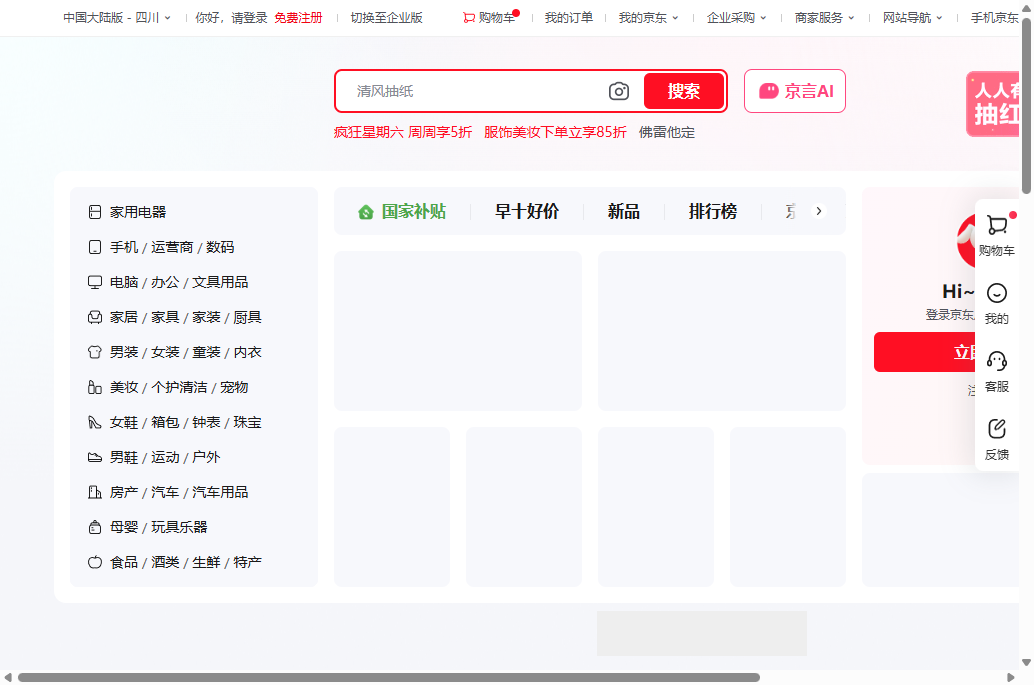 中国大陆版 - 四川 你好，请登录 免费注册 切换至企业版 购物车 我的订单 我的京东 企业采购 商家服务 网站导航 手机京东
清风抽纸 搜索 京言AI
人人有
抽红
疯狂星期六 周周享5折 服饰美妆下单立享85折 佛雷他定
家用电器
手机 / 运营商 / 数码
电脑 / 办公 / 文具用品
家居 / 家具 / 家装 / 厨具
男装 / 女装 / 童装 / 内衣
美妆 / 个护清洁 / 宠物
女鞋 / 箱包 / 钟表 / 珠宝
男鞋 / 运动 / 户外
房产 / 汽车 / 汽车用品
母婴 / 玩具乐器
食品 / 酒类 / 生鲜 / 特产
国家补贴 早十好价 新品 排行榜
Hi~
登录京东
立
注
购物车
我的
客服
反馈